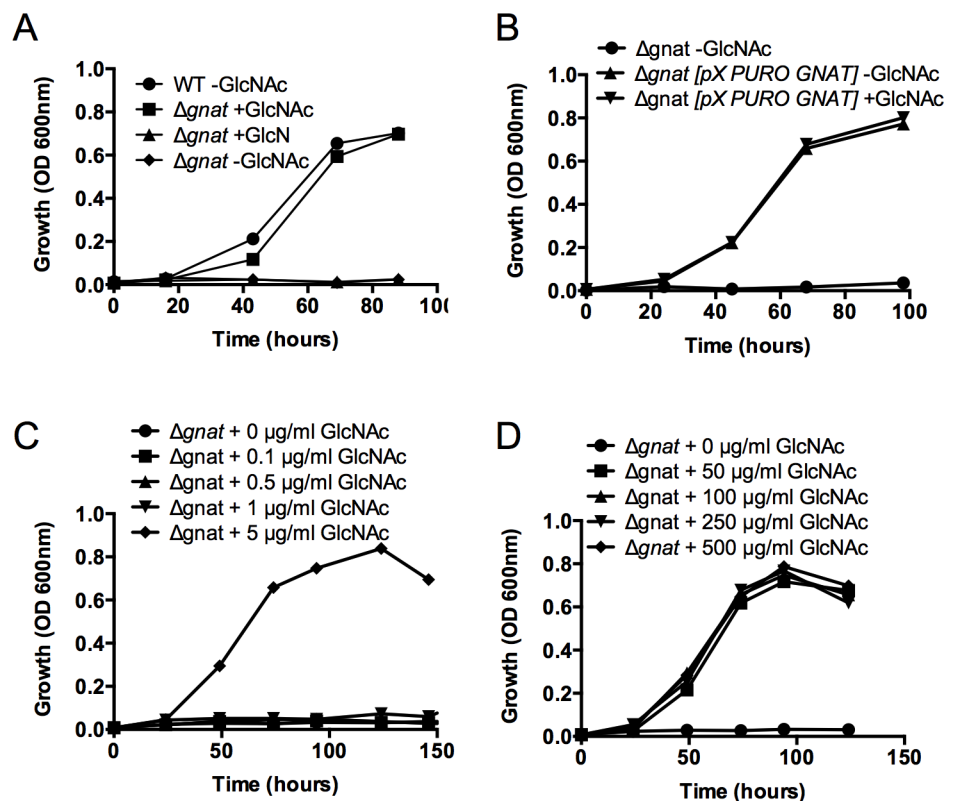 A
WT -GlcNAc
Δgnat +GlcNAc
Δgnat +GlcN
Δgnat -GlcNAc
1.0
0.8
0.6
0.4
0.2
0.0
0
20
40
60
80
100
Growth (OD 600nm)
Time (hours)
B
Δgnat -GlcNAc
Δgnat [pX PURO GNAT] -GlcNAc
Δgnat [pX PURO GNAT] +GlcNAc
1.0
0.8
0.6
0.4
0.2
0.0
0
20
40
60
80
100
Growth (OD 600nm)
Time (hours)
C
Δgnat + 0 µg/ml GlcNAc
Δgnat + 0.1 µg/ml GlcNAc
Δgnat + 0.5 µg/ml GlcNAc
Δgnat + 1 µg/ml GlcNAc
Δgnat + 5 µg/ml GlcNAc
1.0
0.8
0.6
0.4
0.2
0.0
0
50
100
150
Growth (OD 600nm)
Time (hours)
D
Δgnat + 0 µg/ml GlcNAc
Δgnat + 50 µg/ml GlcNAc
Δgnat + 100 µg/ml GlcNAc
Δgnat + 250 µg/ml GlcNAc
Δgnat + 500 µg/ml GlcNAc
1.0
0.8
0.6
0.4
0.2
0.0
0
50
100
150
Growth (OD 600nm)
Time (hours)